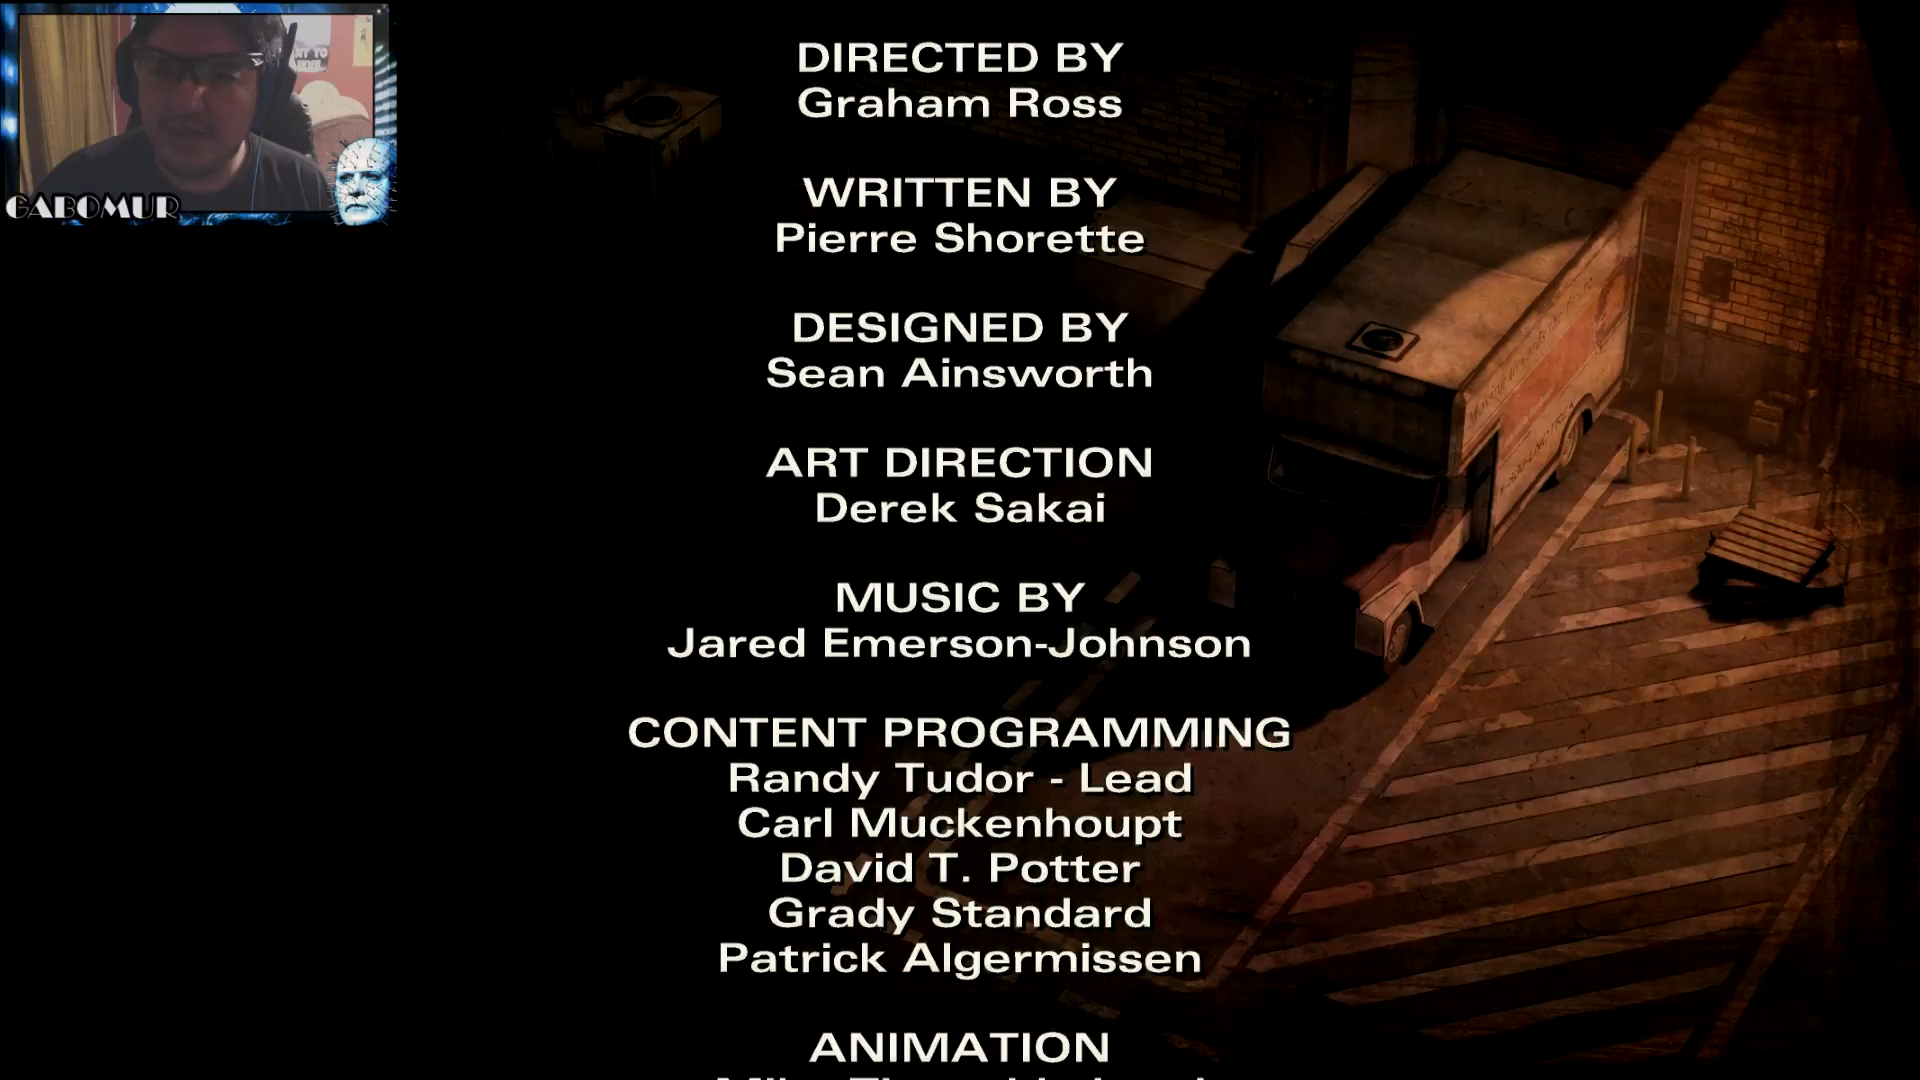 GABOMUR
DIRECTED BY
Graham Ross
WRITTEN BY
Pierre Shorette
DESIGNED BY
Sean Ainsworth
ART DIRECTION
Derek Sakai
MUSIC BY
Jared Emerson-Johnson
CONTENT PROGRAMMING
Randy Tudor - Lead
Carl Muckenhoupt
David T. Potter
Grady Standard
Patrick Algermissen
ANIMATION